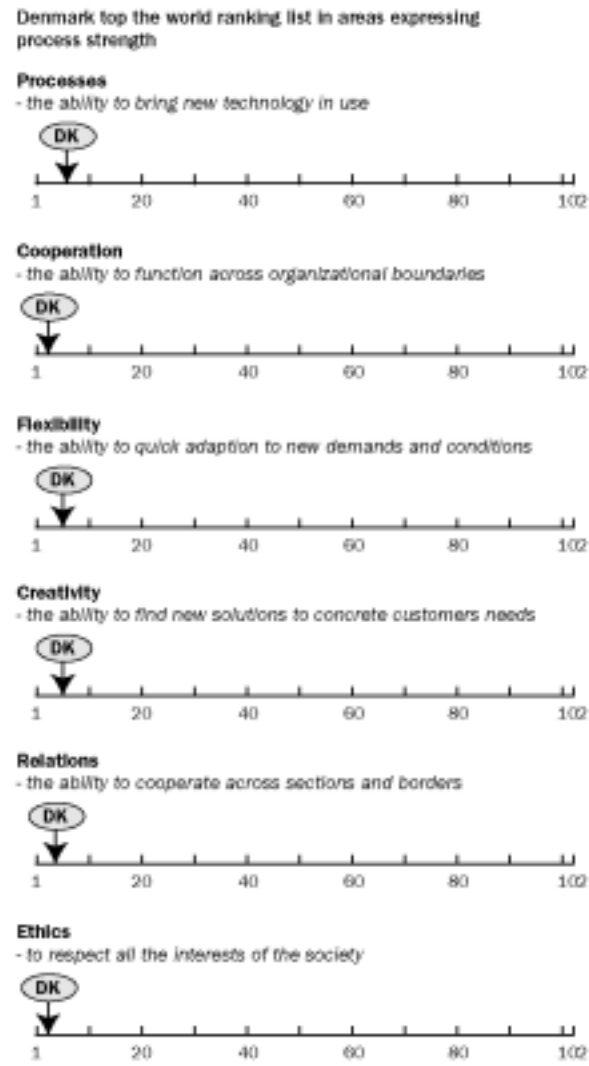 Denmark top the world ranking list in areas expressing
process strength
Processes
- the ability to bring new technology in use
DK
1 20 40 60 80 102
Cooperation
- the ability to function across organizational boundaries
DK
1 20 40 60 80 102
Flexibility
- the ability to quick adaption to new demands and conditions
DK
1 20 40 60 80 102
Creativity
- the ability to find new solutions to concrete customers needs
DK
1 20 40 60 80 102
Relations
- the ability to cooperate across sections and borders
DK
1 20 40 60 80 102
Ethics
- to respect all the interests of the society
DK
1 20 40 60 80 102